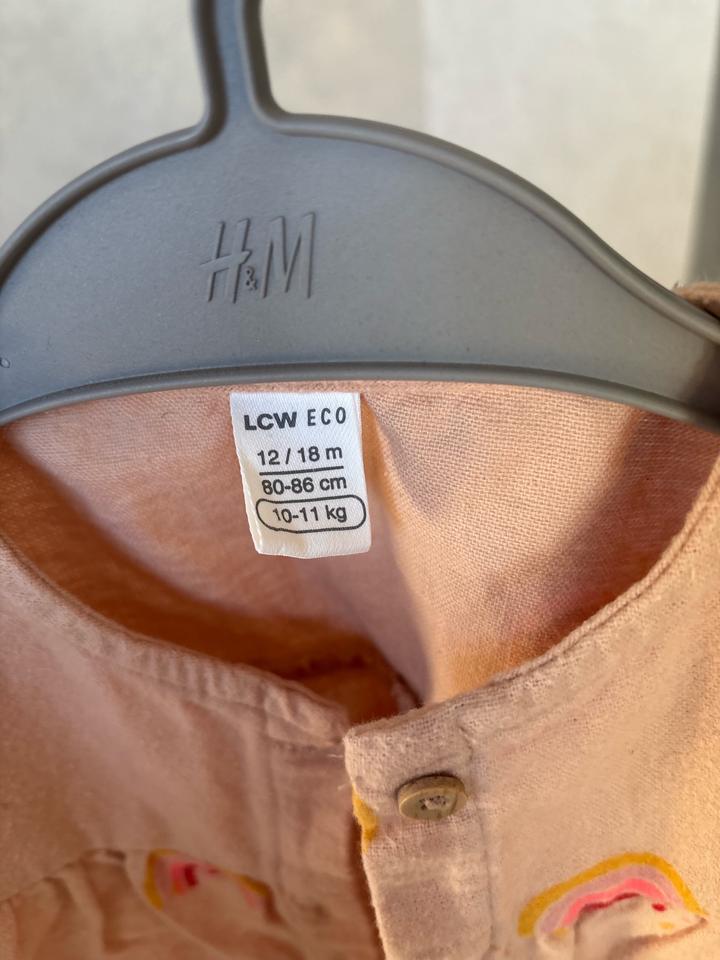 H&M
LCW ECO
12 / 18 m
80-86 cm
10-11 kg